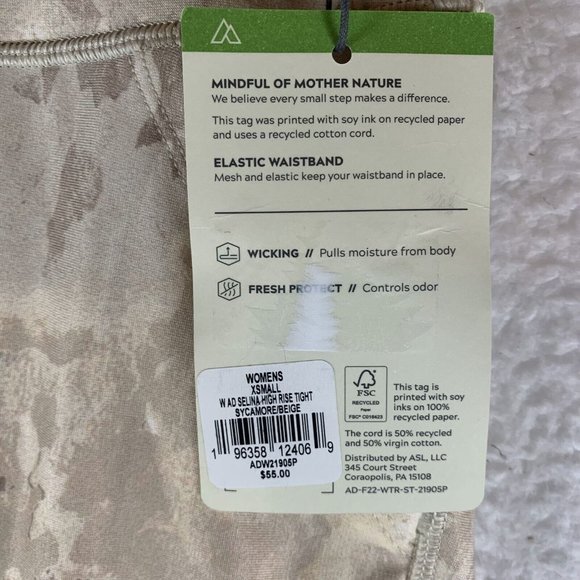 MINDFUL OF MOTHER NATURE
We believe every small step makes a difference.
This tag was printed with soy ink on recycled paper
and uses a recycled cotton cord.
ELASTIC WAISTBAND
Mesh and elastic keep your waistband in place.
WICKING // Pulls moisture from body
FRESH PROTECT // Controls odor
WOMENS
XSMALL
W AD SELINA HIGH RISE TIGHT
SYCAMORE/BEIGE
1 96358 12406 9
ADW21905P
$55.00
FSC
RECYCLED
Paper
FSC® C016423
This tag is
printed with soy
inks on 100%
recycled paper.
The cord is 50% recycled
and 50% virgin cotton.
Distributed by ASL, LLC
345 Court Street
Coraopolis, PA 15108
AD-F22-WTR-ST-21905P